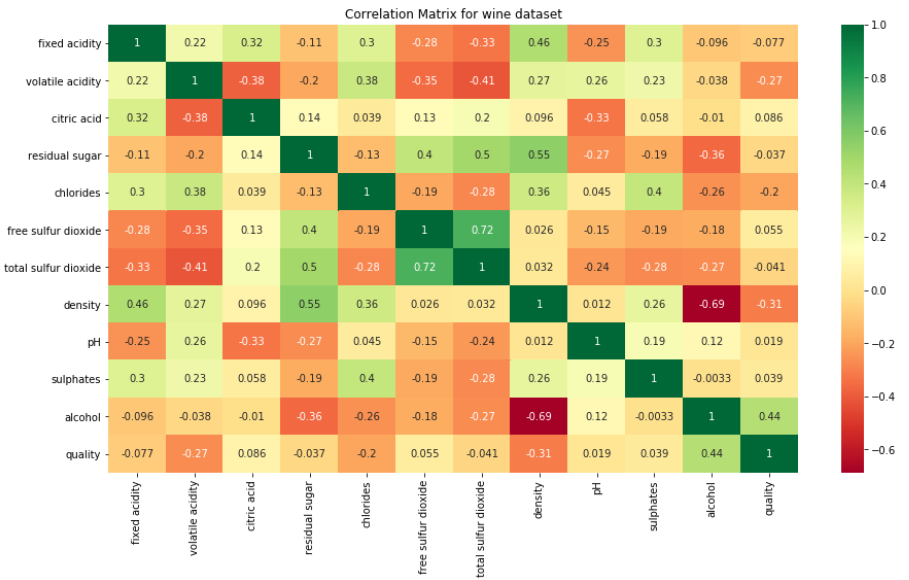 Correlation Matrix for wine dataset
fixed acidity 1 0.22 0.32 -0.11 0.3 -0.28 -0.33 0.46 -0.25 0.3 -0.096 -0.077
volatile acidity 0.22 1 -0.38 -0.2 0.38 -0.35 -0.41 0.27 0.26 0.23 -0.038 -0.27
citric acid 0.32 -0.38 1 0.14 0.039 0.13 0.2 0.096 -0.33 0.058 -0.01 0.086
residual sugar -0.11 -0.2 0.14 1 -0.13 0.4 0.5 0.55 -0.27 -0.19 -0.36 -0.037
chlorides 0.3 0.38 0.039 -0.13 1 -0.19 -0.28 0.36 0.045 0.4 -0.26 -0.2
free sulfur dioxide -0.28 -0.35 0.13 0.4 -0.19 1 0.72 0.026 -0.15 -0.19 -0.18 0.055
total sulfur dioxide -0.33 -0.41 0.2 0.5 -0.28 0.72 1 0.032 -0.24 -0.28 -0.27 -0.041
density 0.46 0.27 0.096 0.55 0.36 0.026 0.032 1 0.012 0.26 -0.69 -0.31
pH -0.25 0.26 -0.33 -0.27 0.045 -0.15 -0.24 0.012 1 0.19 0.12 0.019
sulphates 0.3 0.23 0.058 -0.19 0.4 -0.19 -0.28 0.26 0.19 1 -0.0033 0.039
alcohol -0.096 -0.038 -0.01 -0.36 -0.26 -0.18 -0.27 -0.69 0.12 -0.0033 1 0.44
quality -0.077 -0.27 0.086 -0.037 -0.2 0.055 -0.041 -0.31 0.019 0.039 0.44 1
fixed acidity
volatile acidity
citric acid
residual sugar
chlorides
free sulfur dioxide
total sulfur dioxide
density
pH
sulphates
alcohol
quality
1.0
0.8
0.6
0.4
0.2
0.0
-0.2
-0.4
-0.6